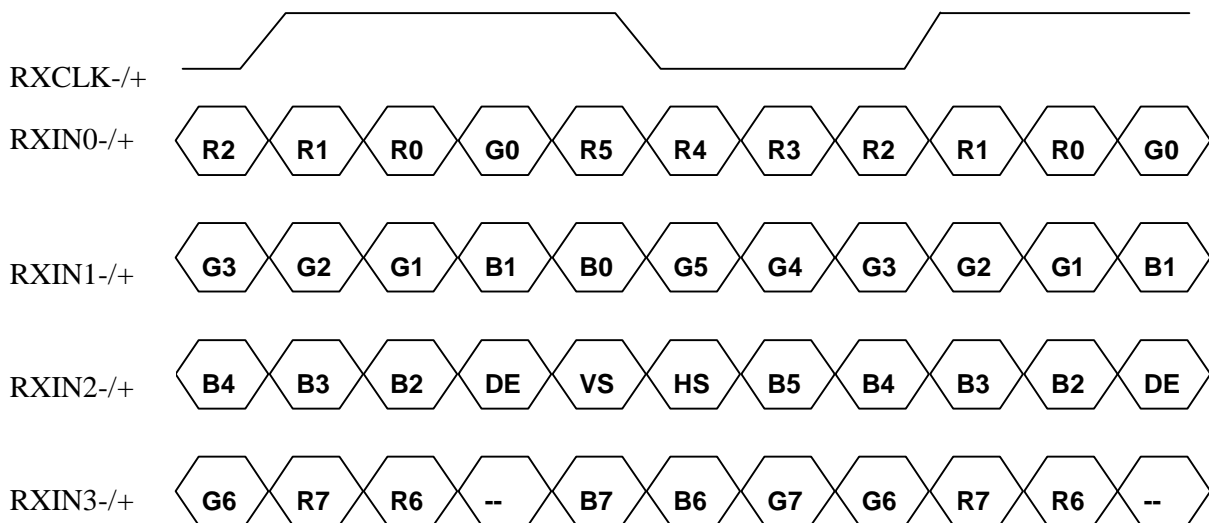 RXCLK-/+
RXIN0-/+ R2 R1 R0 G0 R5 R4 R3 R2 R1 R0 G0
RXIN1-/+ G3 G2 G1 B1 B0 G5 G4 G3 G2 G1 B1
RXIN2-/+ B4 B3 B2 DE VS HS B5 B4 B3 B2 DE
RXIN3-/+ G6 R7 R6 -- B7 B6 G7 G6 R7 R6 --